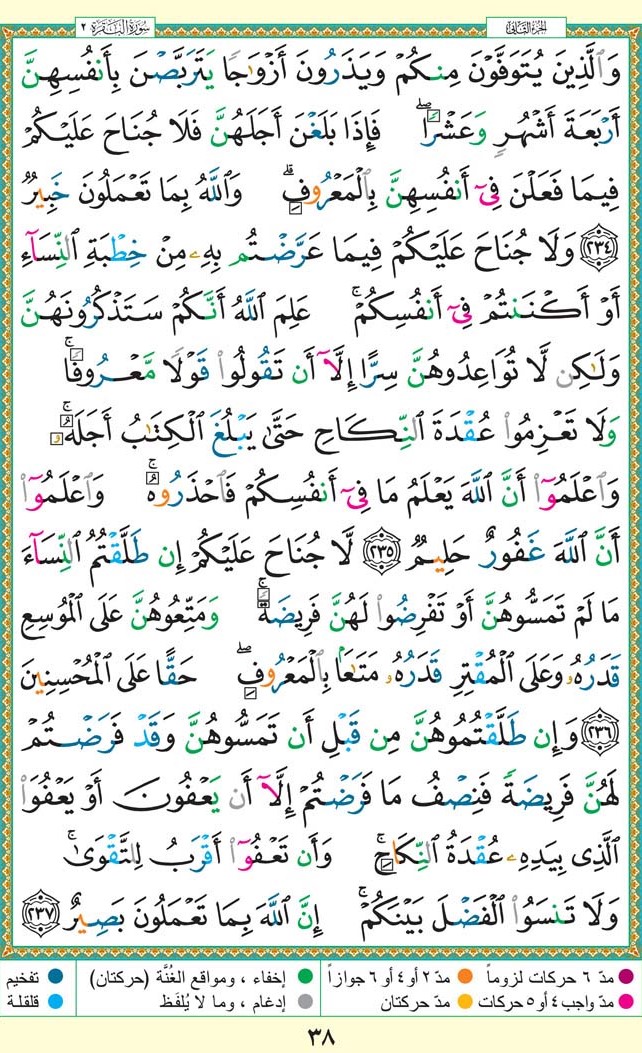 الجزء الثاني
سورة البقرة ٢
وَٱلَّذِينَ يُتَوَفَّوْنَ مِنكُمْ وَيَذَرُونَ أَزْوَٰجًا يَتَرَبَّصْنَ بِأَنفُسِهِنَّ
أَرْبَعَةَ أَشْهُرٍ وَعَشْرًا ۖ فَإِذَا بَلَغْنَ أَجَلَهُنَّ فَلَا جُنَاحَ عَلَيْكُمْ
فِيمَا فَعَلْنَ فِىٓ أَنفُسِهِنَّ بِٱلْمَعْرُوفِ ۗ وَٱللَّهُ بِمَا تَعْمَلُونَ خَبِيرٌ
٢٣٤ وَلَا جُنَاحَ عَلَيْكُمْ فِيمَا عَرَّضْتُم بِهِۦ مِنْ خِطْبَةِ ٱلنِّسَآءِ
أَوْ أَكْنَنتُمْ فِىٓ أَنفُسِكُمْ ۚ عَلِمَ ٱللَّهُ أَنَّكُمْ سَتَذْكُرُونَهُنَّ
وَلَٰكِن لَّا تُوَاعِدُوهُنَّ سِرًّا إِلَّآ أَن تَقُولُوا۟ قَوْلًا مَّعْرُوفًا ۚ
وَلَا تَعْزِمُوا۟ عُقْدَةَ ٱلنِّكَاحِ حَتَّىٰ يَبْلُغَ ٱلْكِتَٰبُ أَجَلَهُۥ ۚ
وَٱعْلَمُوٓا۟ أَنَّ ٱللَّهَ يَعْلَمُ مَا فِىٓ أَنفُسِكُمْ فَٱحْذَرُوهُ ۚ وَٱعْلَمُوٓا۟
أَنَّ ٱللَّهَ غَفُورٌ حَلِيمٌ ٢٣٥ لَّا جُنَاحَ عَلَيْكُمْ إِن طَلَّقْتُمُ ٱلنِّسَآءَ
مَا لَمْ تَمَسُّوهُنَّ أَوْ تَفْرِضُوا۟ لَهُنَّ فَرِيضَةً ۚ وَمَتِّعُوهُنَّ عَلَى ٱلْمُوسِعِ
قَدَرُهُۥ وَعَلَى ٱلْمُقْتِرِ قَدَرُهُۥ مَتَٰعًۢا بِٱلْمَعْرُوفِ ۖ حَقًّا عَلَى ٱلْمُحْسِنِينَ
٢٣٦ وَإِن طَلَّقْتُمُوهُنَّ مِن قَبْلِ أَن تَمَسُّوهُنَّ وَقَدْ فَرَضْتُمْ
لَهُنَّ فَرِيضَةً فَنِصْفُ مَا فَرَضْتُمْ إِلَّآ أَن يَعْفُونَ أَوْ يَعْفُوَا۟
ٱلَّذِى بِيَدِهِۦ عُقْدَةُ ٱلنِّكَاحِ ۚ وَأَن تَعْفُوٓا۟ أَقْرَبُ لِلتَّقْوَىٰ ۚ
وَلَا تَنسَوُا۟ ٱلْفَضْلَ بَيْنَكُمْ ۚ إِنَّ ٱللَّهَ بِمَا تَعْمَلُونَ بَصِيرٌ ٢٣٧
مدّ ٦ حركات لزوماً
مدّ ٢ أو ٤ أو ٦ جوازاً
إخفاء ، ومواقع الغُنَّة (حركتان)
تفخيم
مدّ واجب ٤ أو ٥ حركات
مدّ حركتان
إدغام ، وما لا يُلفَظ
قلقلة
٣٨